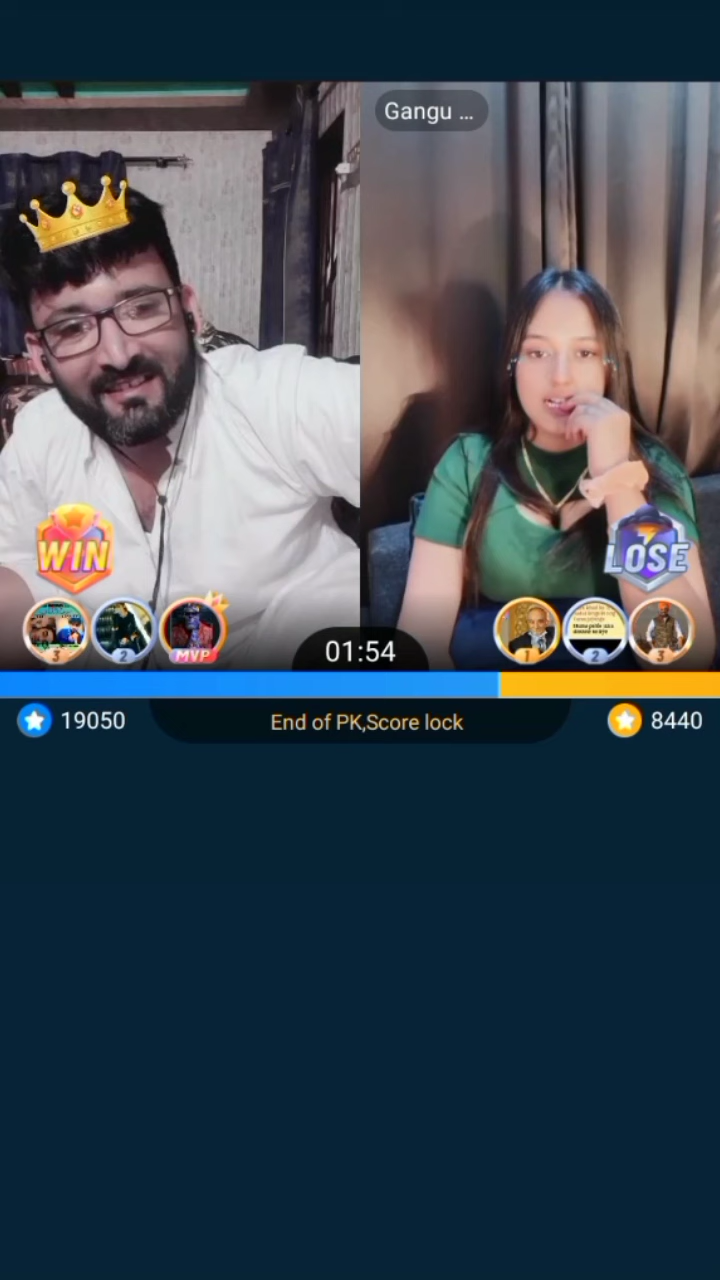 Gangu ...
WIN
LOSE
3
2
MVP
1
2
3
01:54
19050
End of PK,Score lock
8440